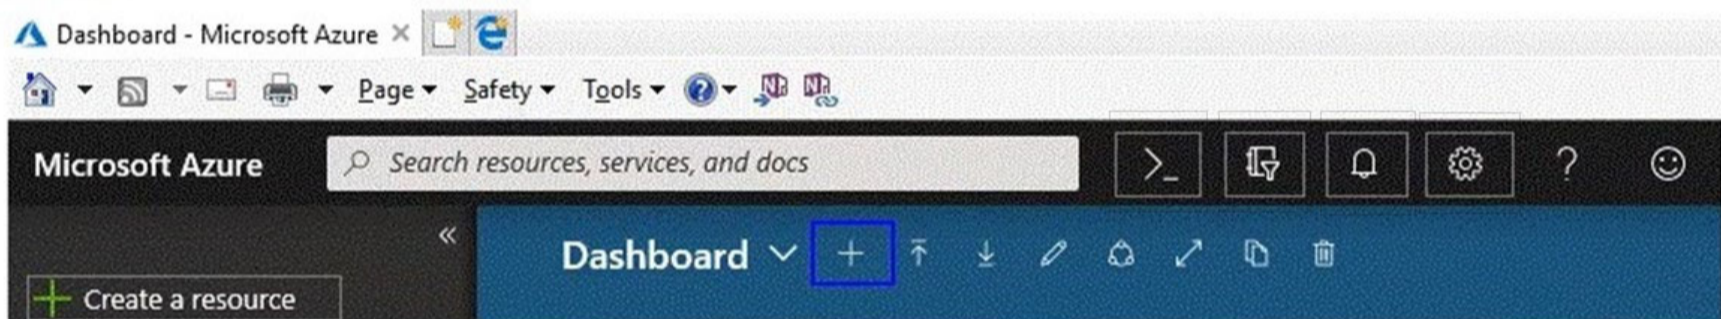 Dashboard - Microsoft Azure
Page Safety Tools
Microsoft Azure Search resources, services, and docs
Dashboard
Create a resource